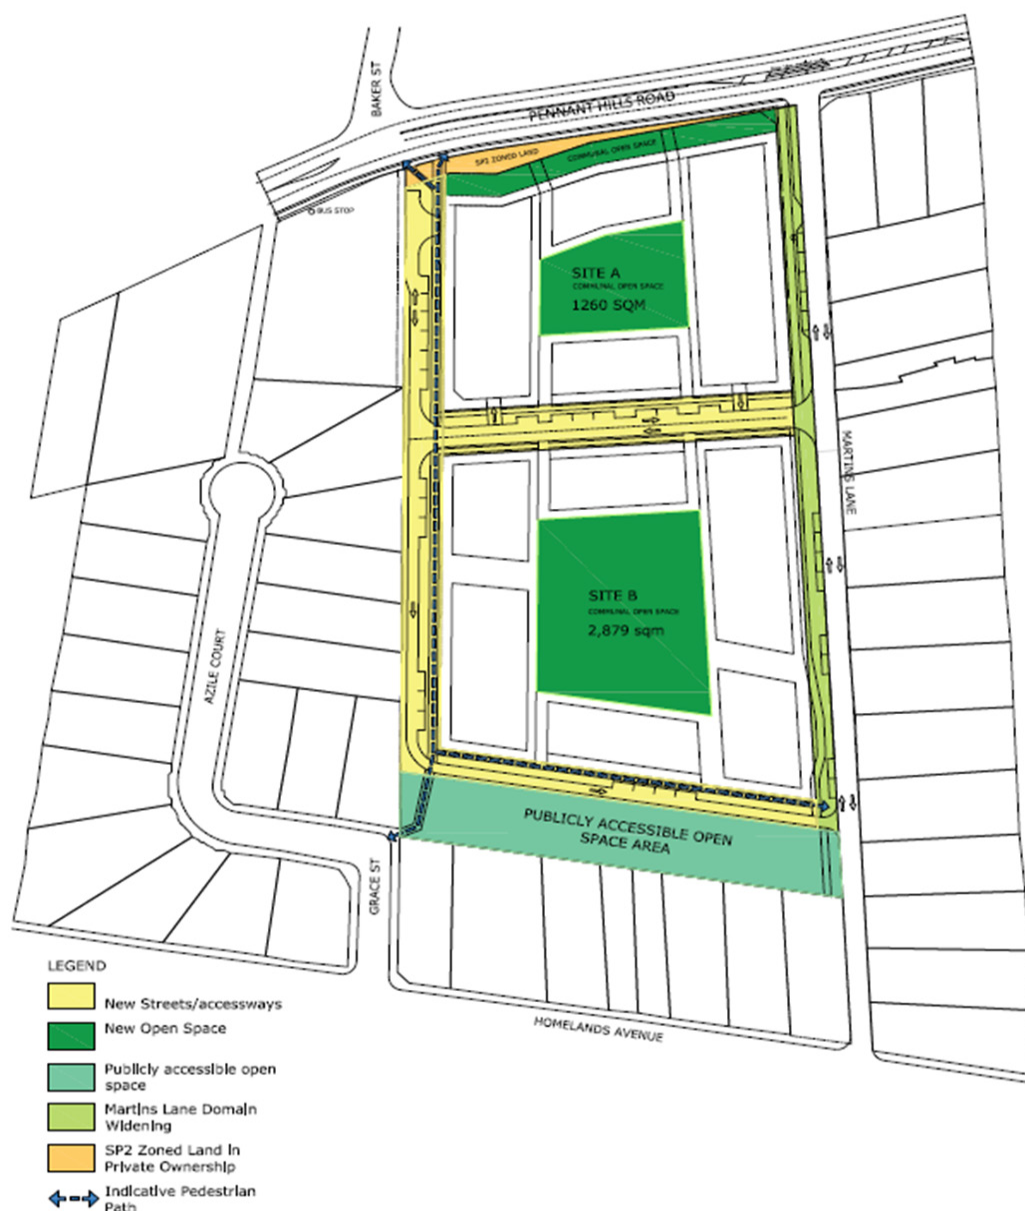 BAKER ST
PENNANT HILLS ROAD
SP2 ZONED LAND
COMMUNAL OPEN SPACE
BUS STOP
SITE A
COMMUNAL OPEN SPACE
1260 SQM
MARTINS LANE
SITE B
COMMUNAL OPEN SPACE
2,879 sqm
AZILE COURT
PUBLICLY ACCESSIBLE OPEN
SPACE AREA
GRACE ST
HOMELANDS AVENUE
LEGEND
New Streets/accessways
New Open Space
Publicly accessible open
space
Martins Lane Domain
Widening
SP2 Zoned Land in
Private Ownership
Indicative Pedestrian
Path